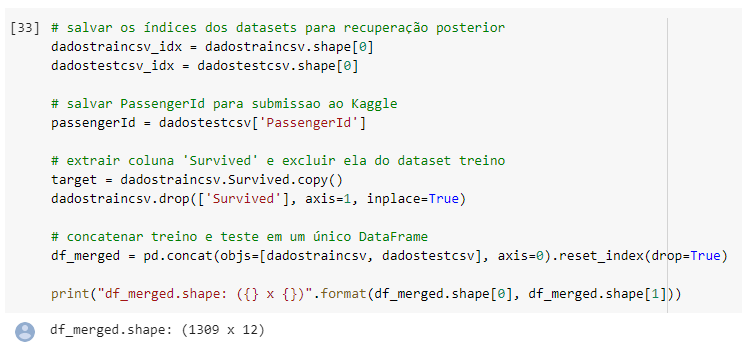 [33] # salvar os índices dos datasets para recuperação posterior
dadostraincsv_idx = dadostraincsv.shape[0]
dadostestcsv_idx = dadostestcsv.shape[0]
# salvar PassengerId para submissao ao Kaggle
passengerId = dadostestcsv['PassengerId']
# extrair coluna 'Survived' e excluir ela do dataset treino
target = dadostraincsv.Survived.copy()
dadostraincsv.drop(['Survived'], axis=1, inplace=True)
# concatenar treino e teste em um único DataFrame
df_merged = pd.concat(objs=[dadostraincsv, dadostestcsv], axis=0).reset_index(drop=True)
print("df_merged.shape: ({} x {})".format(df_merged.shape[0], df_merged.shape[1]))
df_merged.shape: (1309 x 12)